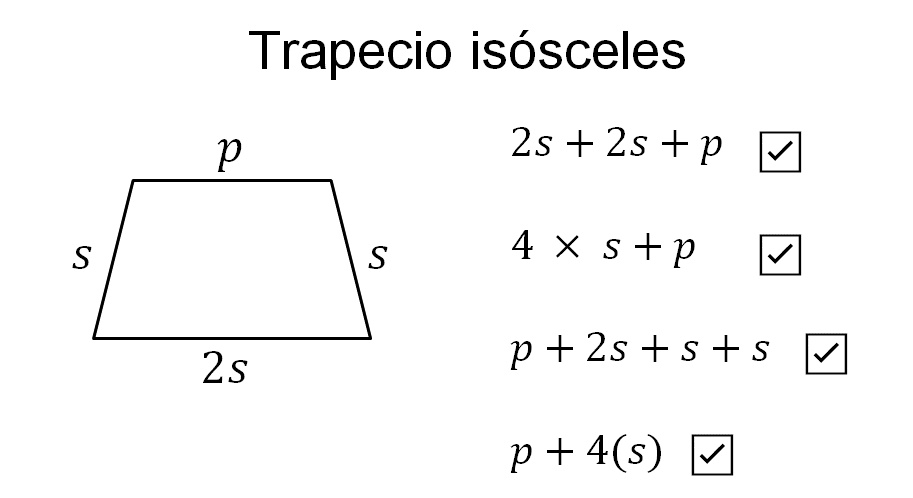 Trapecio isósceles
p
s
s
2s
2s + 2s + p ☑
4 × s + p ☑
p + 2s + s + s ☑
p + 4(s) ☑